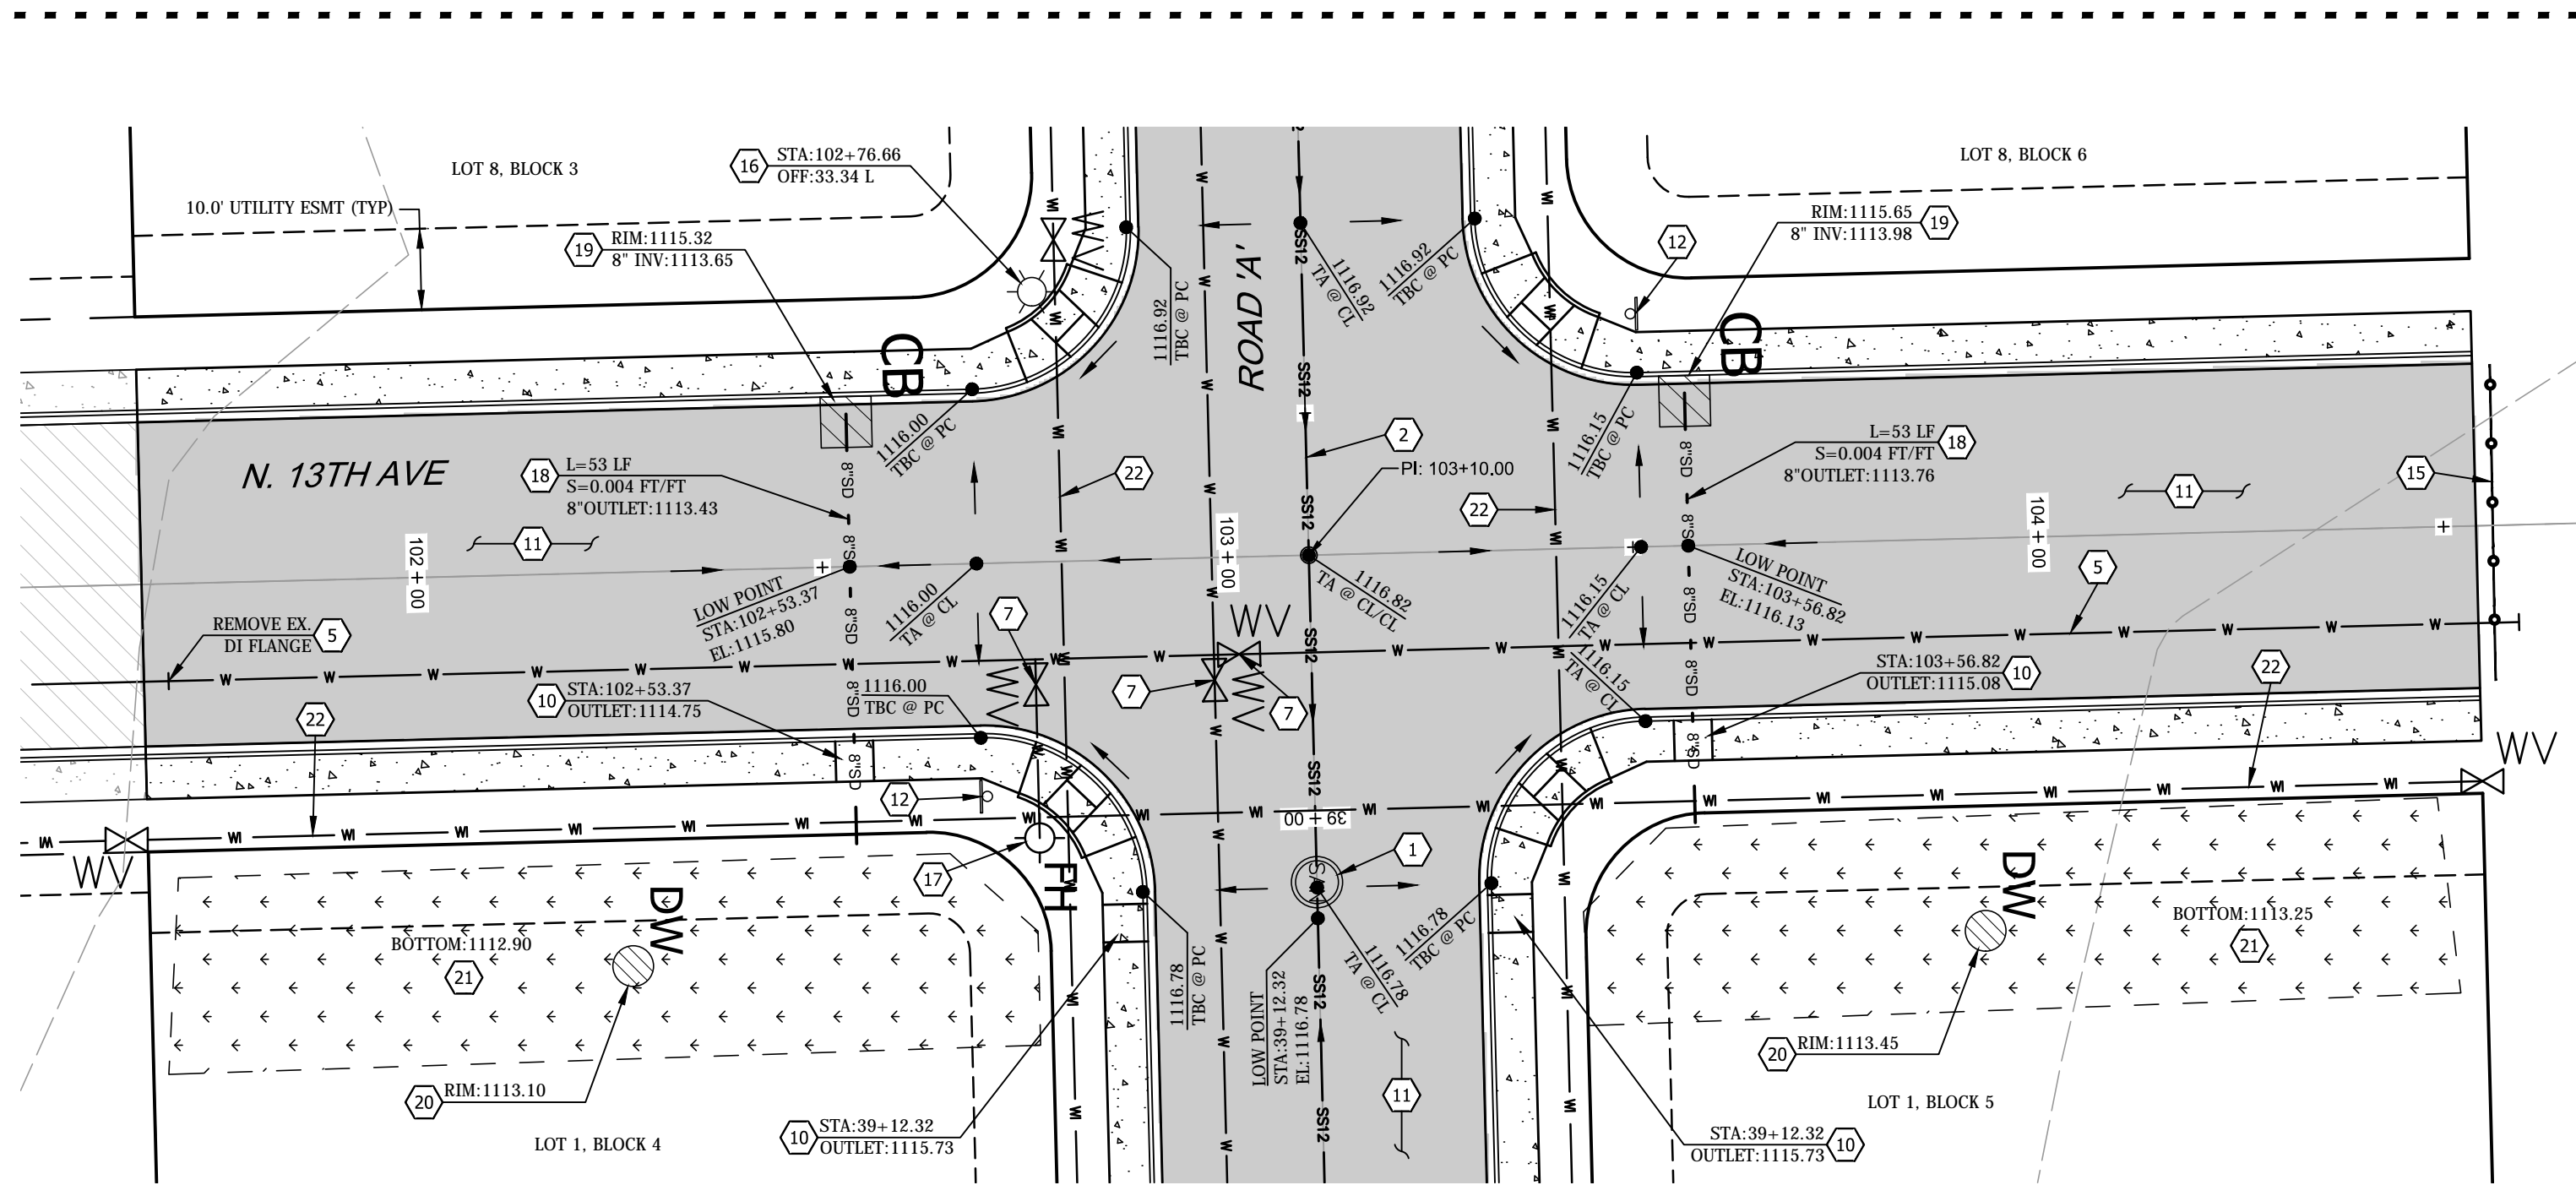 LOT 8, BLOCK 3
16
STA:102+76.66
OFF:33.34 L
10.0' UTILITY ESMT (TYP)
19
RIM:1115.32
8" INV:1113.65
CB
WV
1116.92
TBC @ PC
ROAD 'A'
SS12
1116.92
TA @ CL
1116.92
TBC @ PC
LOT 8, BLOCK 6
RIM:1115.65
8" INV:1113.98
19
12
CB
N. 13TH AVE
18
L=53 LF
S=0.004 FT/FT
8"OUTLET:1113.43
8"SD
1116.00
TBC @ PC
22
2
PI: 103+10.00
22
1116.15
TBC @ PC
L=53 LF
S=0.004 FT/FT
8"OUTLET:1113.76
18
8"SD
11
15
11
102+00
103+00
104+00
LOW POINT
STA:102+53.37
EL:1115.80
1116.00
TA @ CL
7
1116.82
TA @ CL/CL
1116.15
TA @ CL
LOW POINT
STA:103+56.82
EL:1116.13
5
REMOVE EX.
DI FLANGE
5
WV
WV
WV
7
7
10
STA:102+53.37
OUTLET:1114.75
1116.00
TBC @ PC
1116.15
TA @ CL
STA:103+56.82
OUTLET:1115.08
10
22
22
WV
12
39+00
WV
17
FH
1
SAN
DW
BOTTOM:1112.90
21
1116.78
TBC @ PC
LOW POINT
STA:39+12.32
EL:1116.78
1116.78
TA @ CL
1116.78
TBC @ PC
DW
BOTTOM:1113.25
21
20
RIM:1113.10
20
RIM:1113.45
11
LOT 1, BLOCK 4
10
STA:39+12.32
OUTLET:1115.73
LOT 1, BLOCK 5
STA:39+12.32
OUTLET:1115.73
10